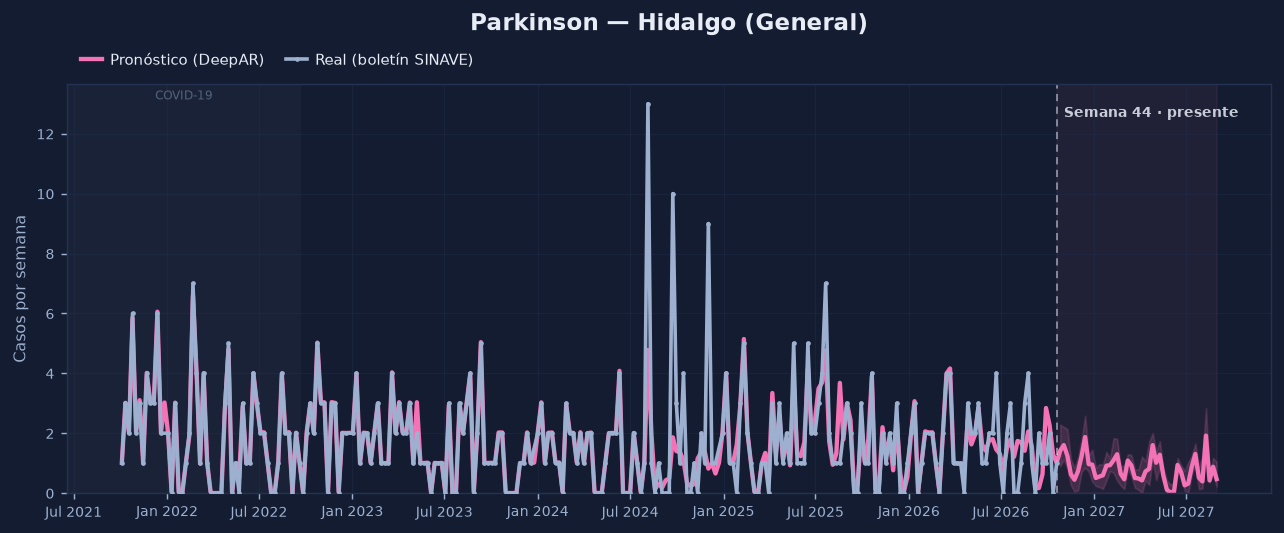 Parkinson — Hidalgo (General)
Pronóstico (DeepAR)
Real (boletín SINAVE)
COVID-19
Semana 44 · presente
Casos por semana
12
10
8
6
4
2
0
Jul 2021
Jan 2022
Jul 2022
Jan 2023
Jul 2023
Jan 2024
Jul 2024
Jan 2025
Jul 2025
Jan 2026
Jul 2026
Jan 2027
Jul 2027